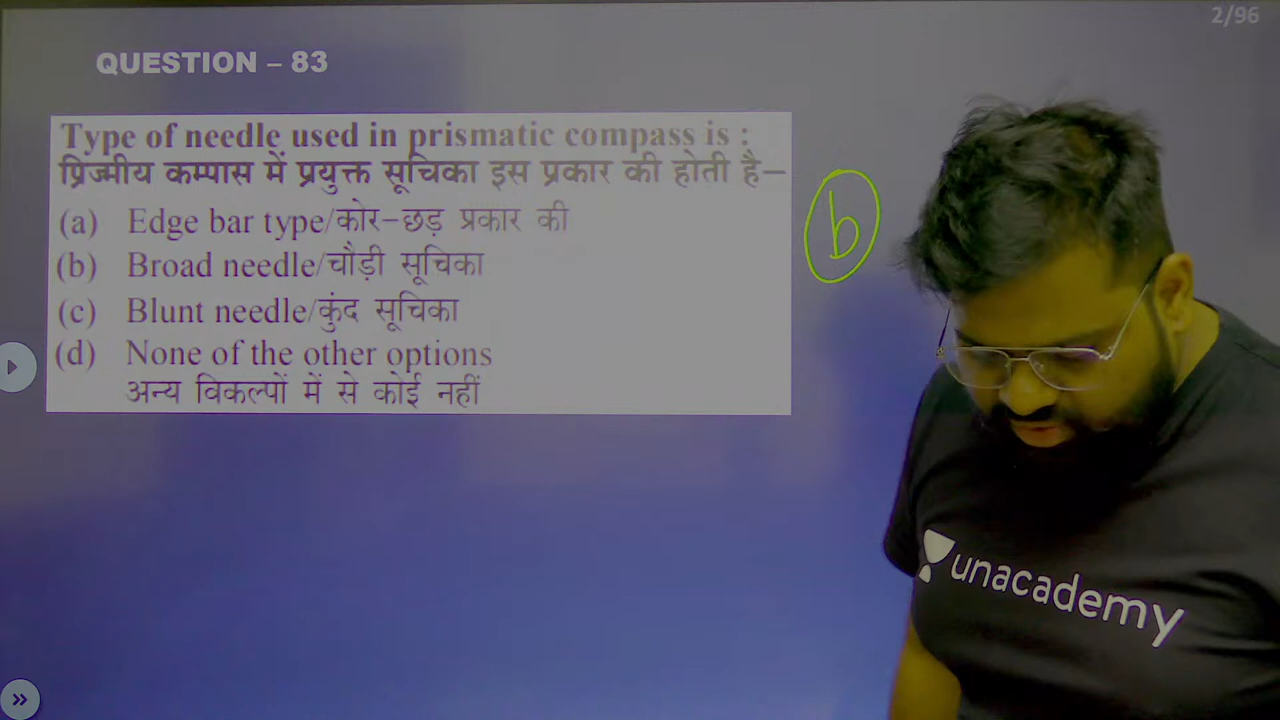 2/96
QUESTION – 83
Type of needle used in prismatic compass is :
प्रिज्मीय कम्पास में प्रयुक्त सूचिका इस प्रकार की होती है–
(a) Edge bar type/कोर–छड़ प्रकार की
(b) Broad needle/चौड़ी सूचिका
(c) Blunt needle/कुंद सूचिका
(d) None of the other options
अन्य विकल्पों में से कोई नहीं
b
unacademy